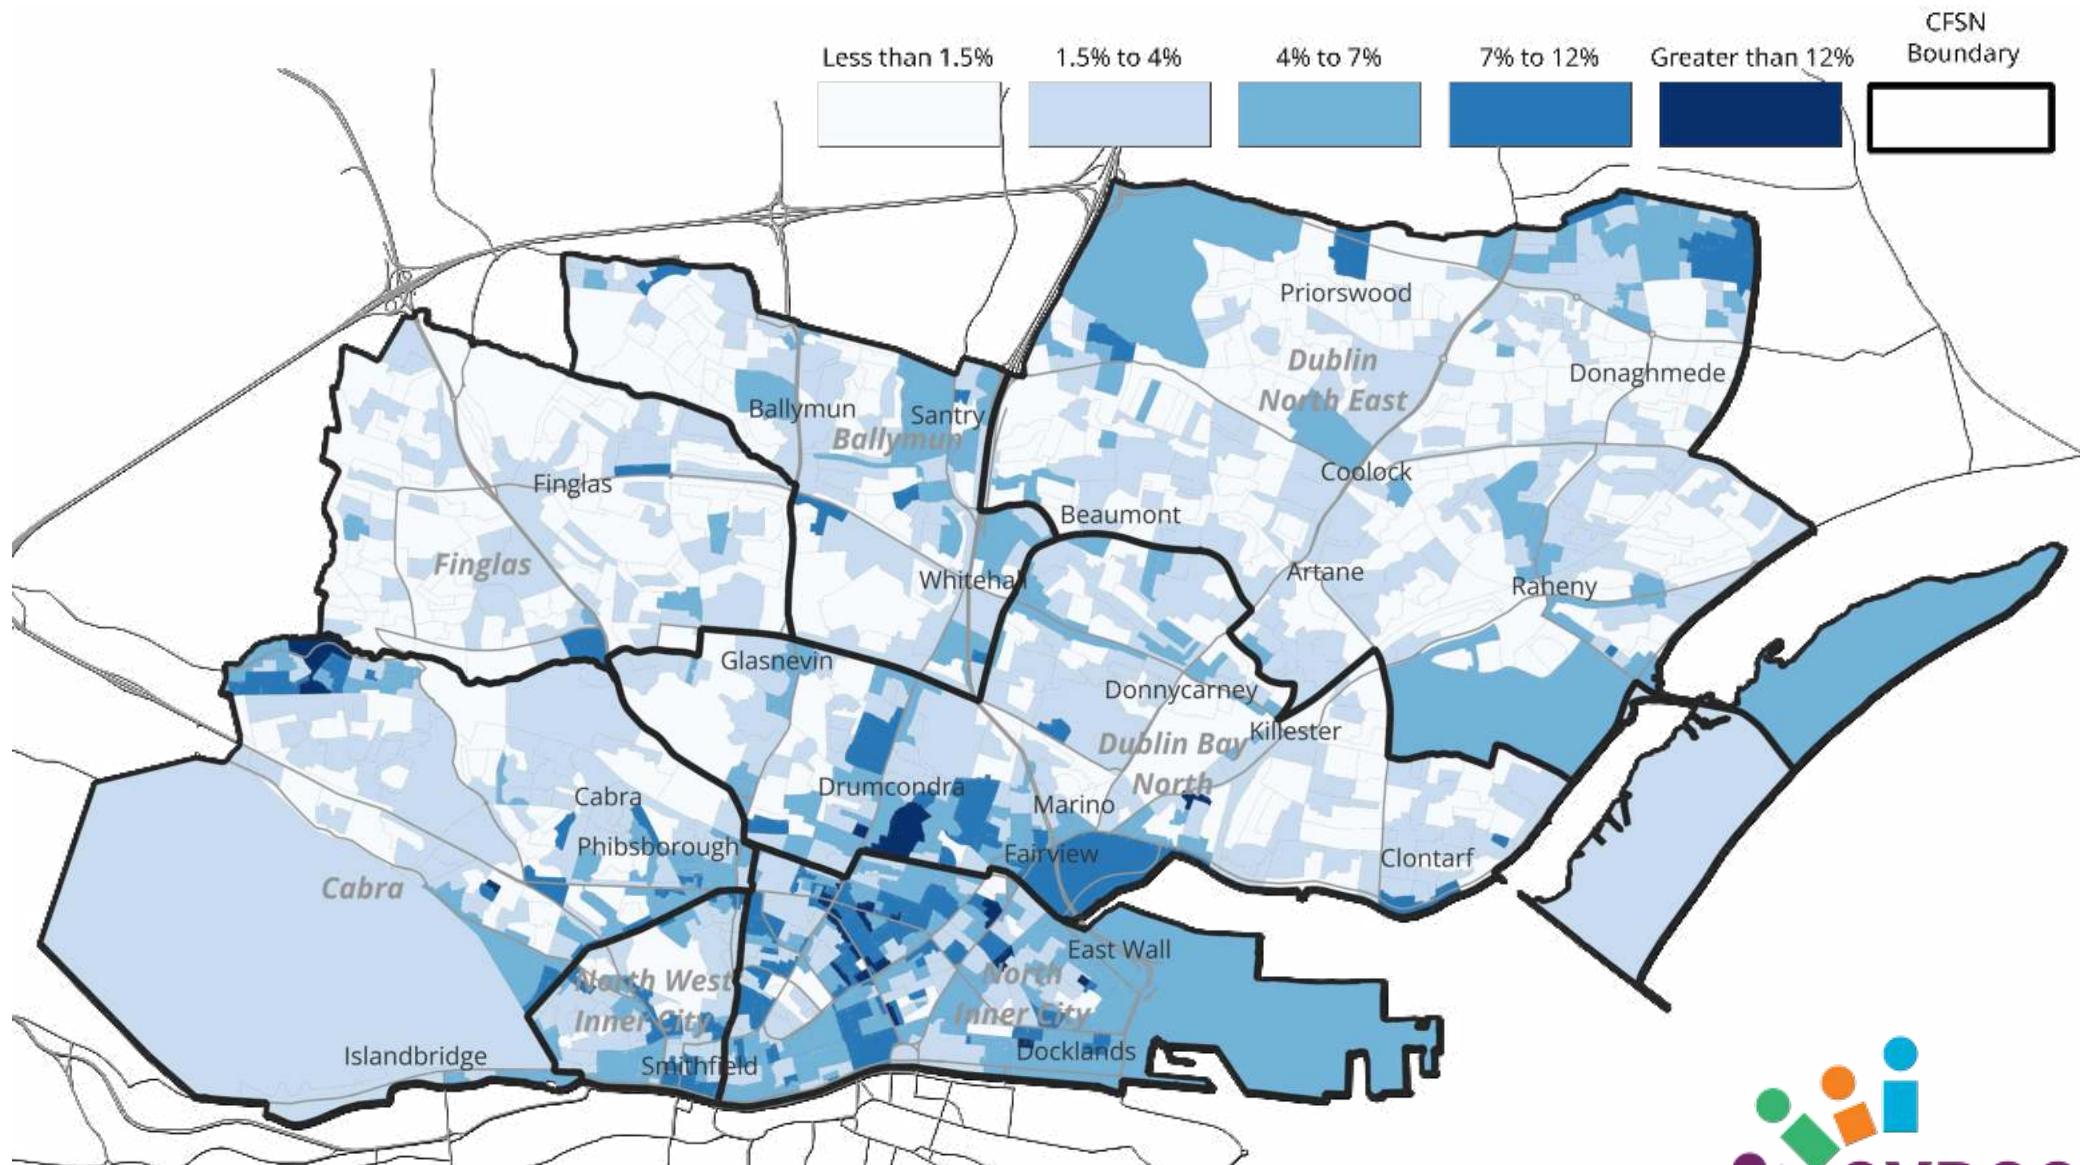 CFSN
Boundary
Less than 1.5%
1.5% to 4%
4% to 7%
7% to 12%
Greater than 12%
Priorswood
Dublin
North East
Donaghmede
Ballymun
Santry
Ballymun
Coolock
Finglas
Beaumont
Finglas
Whitehall
Artane
Raheny
Glasnevin
Donnycarney
Killester
Dublin Bay
North
Drumcondra
Cabra
Marino
Phibsborough
Fairview
Clontarf
Cabra
East Wall
North West
Inner City
North
Inner City
Islandbridge
Smithfield
Docklands